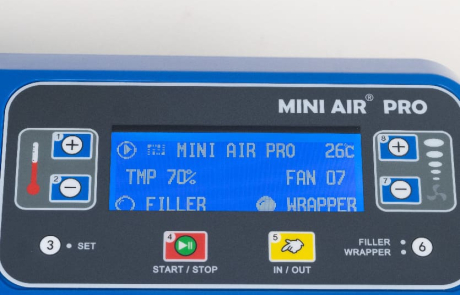 MINI AIR® PRO
1
2
MINI AIR PRO 26C
TMP 70%
FAN 07
FILLER
WRAPPER
8
7
3 SET
4
START / STOP
5
IN / OUT
FILLER
WRAPPER
6